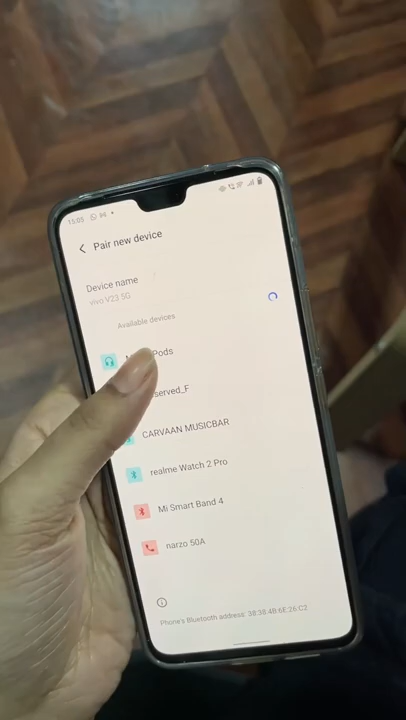 15:05
Pair new device
Device name
vivo V23 5G
Available devices
Pods
served_F
CARVAAN MUSICBAR
realme Watch 2 Pro
Mi Smart Band 4
narzo 50A
Phone's Bluetooth address: 38:38:4B:6E:26:C2